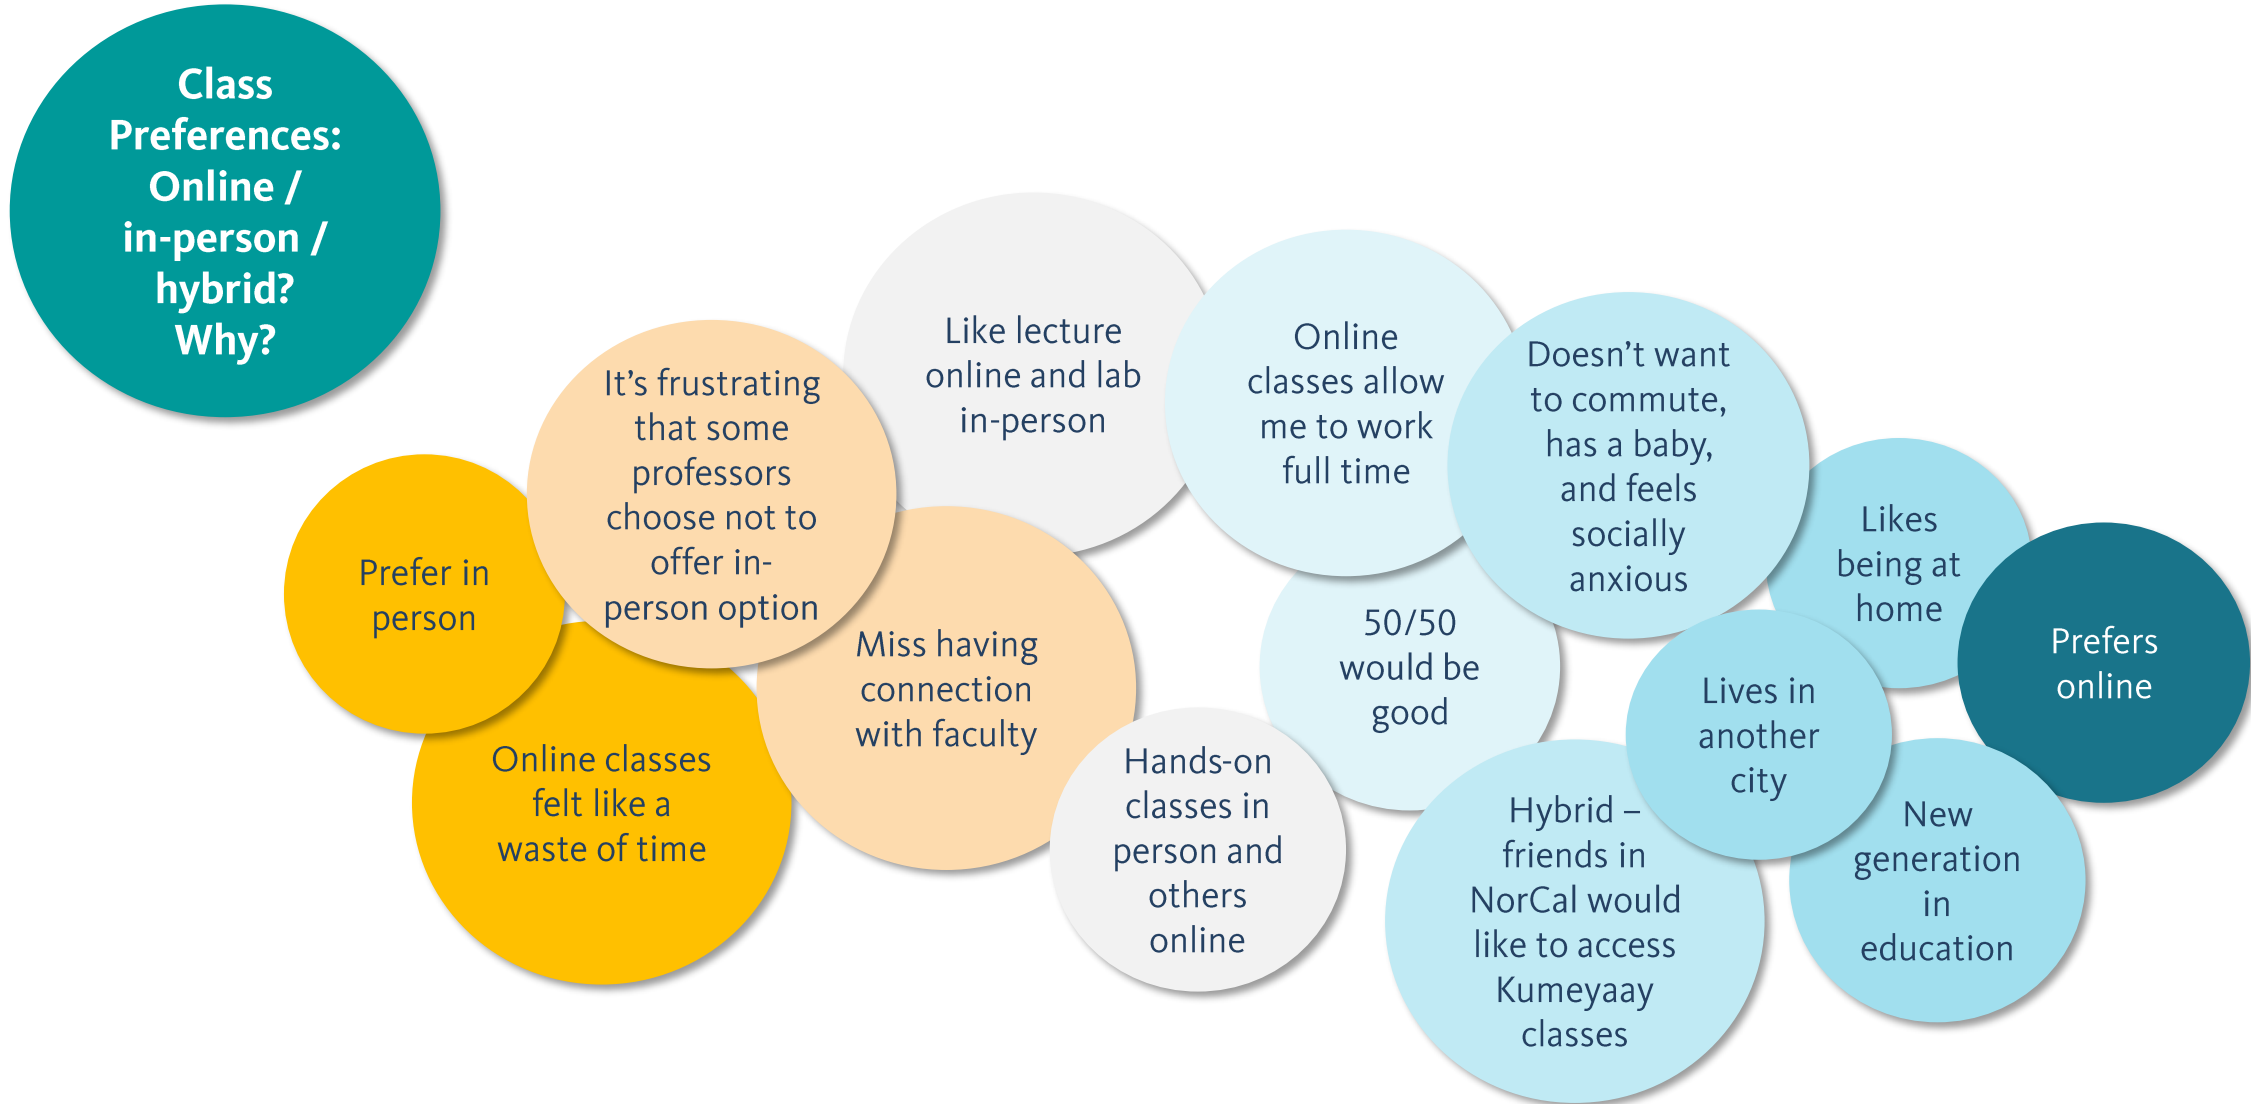 Class
Preferences:
Online /
in-person /
hybrid?
Why?
Prefer in
person
Online classes
felt like a
waste of time
It’s frustrating
that some
professors
choose not to
offer in-
person option
Miss having
connection
with faculty
Like lecture
online and lab
in-person
Hands-on
classes in
person and
others
online
Online
classes allow
me to work
full time
50/50
would be
good
Doesn’t want
to commute,
has a baby,
and feels
socially
anxious
Hybrid –
friends in
NorCal would
like to access
Kumeyaay
classes
Lives in
another
city
Likes
being at
home
New
generation
in
education
Prefers
online